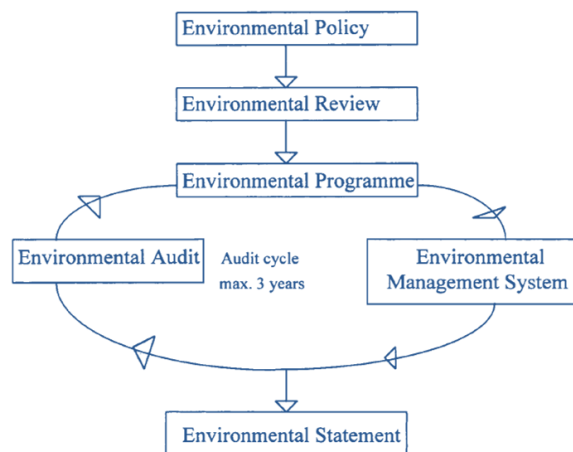 Environmental Policy
Environmental Review
Environmental Programme
Environmental Audit
Audit cycle
max. 3 years
Environmental
Management System
Environmental Statement